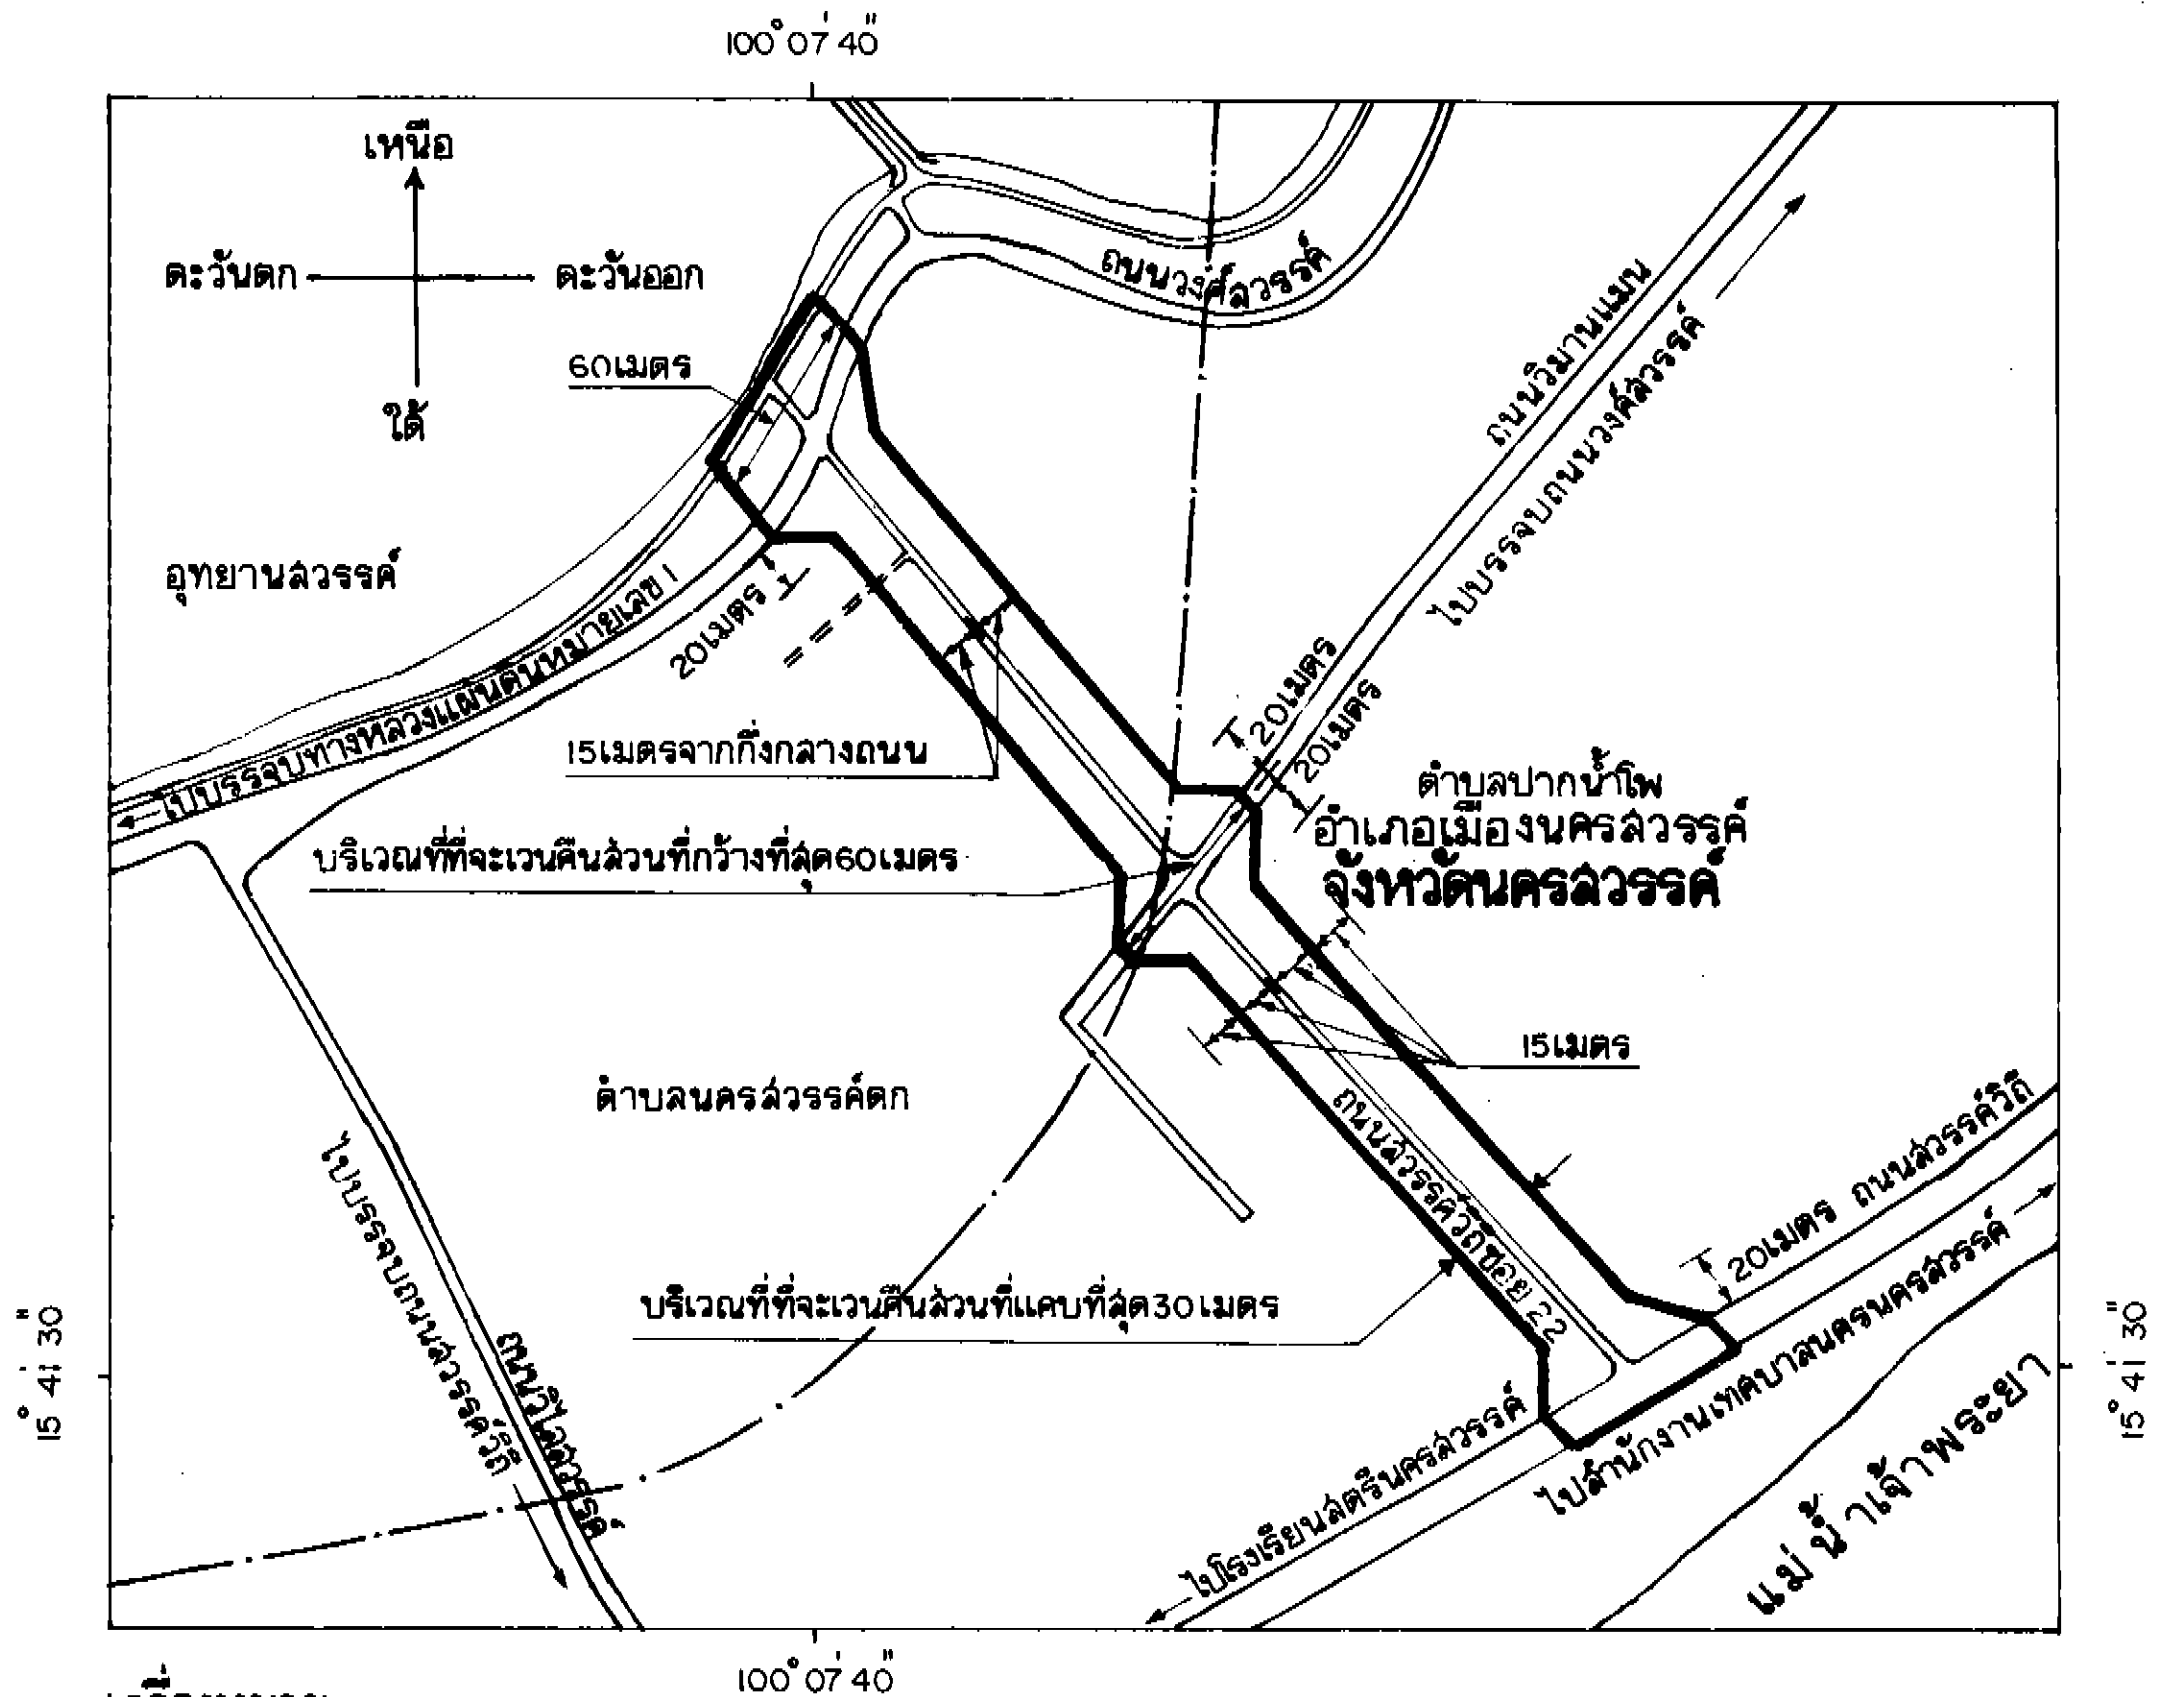 100° 07' 40"
เหนือ
ตะวันตก
ตะวันออก
ใต้
ถนนวงศ์สวรรค์
60เมตร
ถนนวิมานแมน
ไปบรรจบถนนวงศ์สวรรค์
อุทยานสวรรค์
20เมตร
ไปบรรจบทางหลวงแผ่นดินหมายเลข 1
15เมตรจากกึ่งกลางถนน
20เมตร
20เมตร
ตำบลปากน้ำโพ
อำเภอเมืองนครสวรรค์
จังหวัดนครสวรรค์
บริเวณที่ที่จะเวนคืนส่วนที่กว้างที่สุด60เมตร
15เมตร
ตำบลนครสวรรค์ตก
ถนนสวรรค์วิถีซอย 22
ถนนสวรรค์วิถี
20เมตร
ไปบรรจบถนนสวรรค์วิถี
ถนนวิไลสวรรค์
บริเวณที่ที่จะเวนคืนส่วนที่แคบที่สุด30เมตร
ไปสำนักงานเทศบาลนครนครสวรรค์
ไปโรงเรียนสตรีนครสวรรค์
แม่น้ำเจ้าพระยา
15° 41' 30"
15° 41' 30"
100° 07' 40"